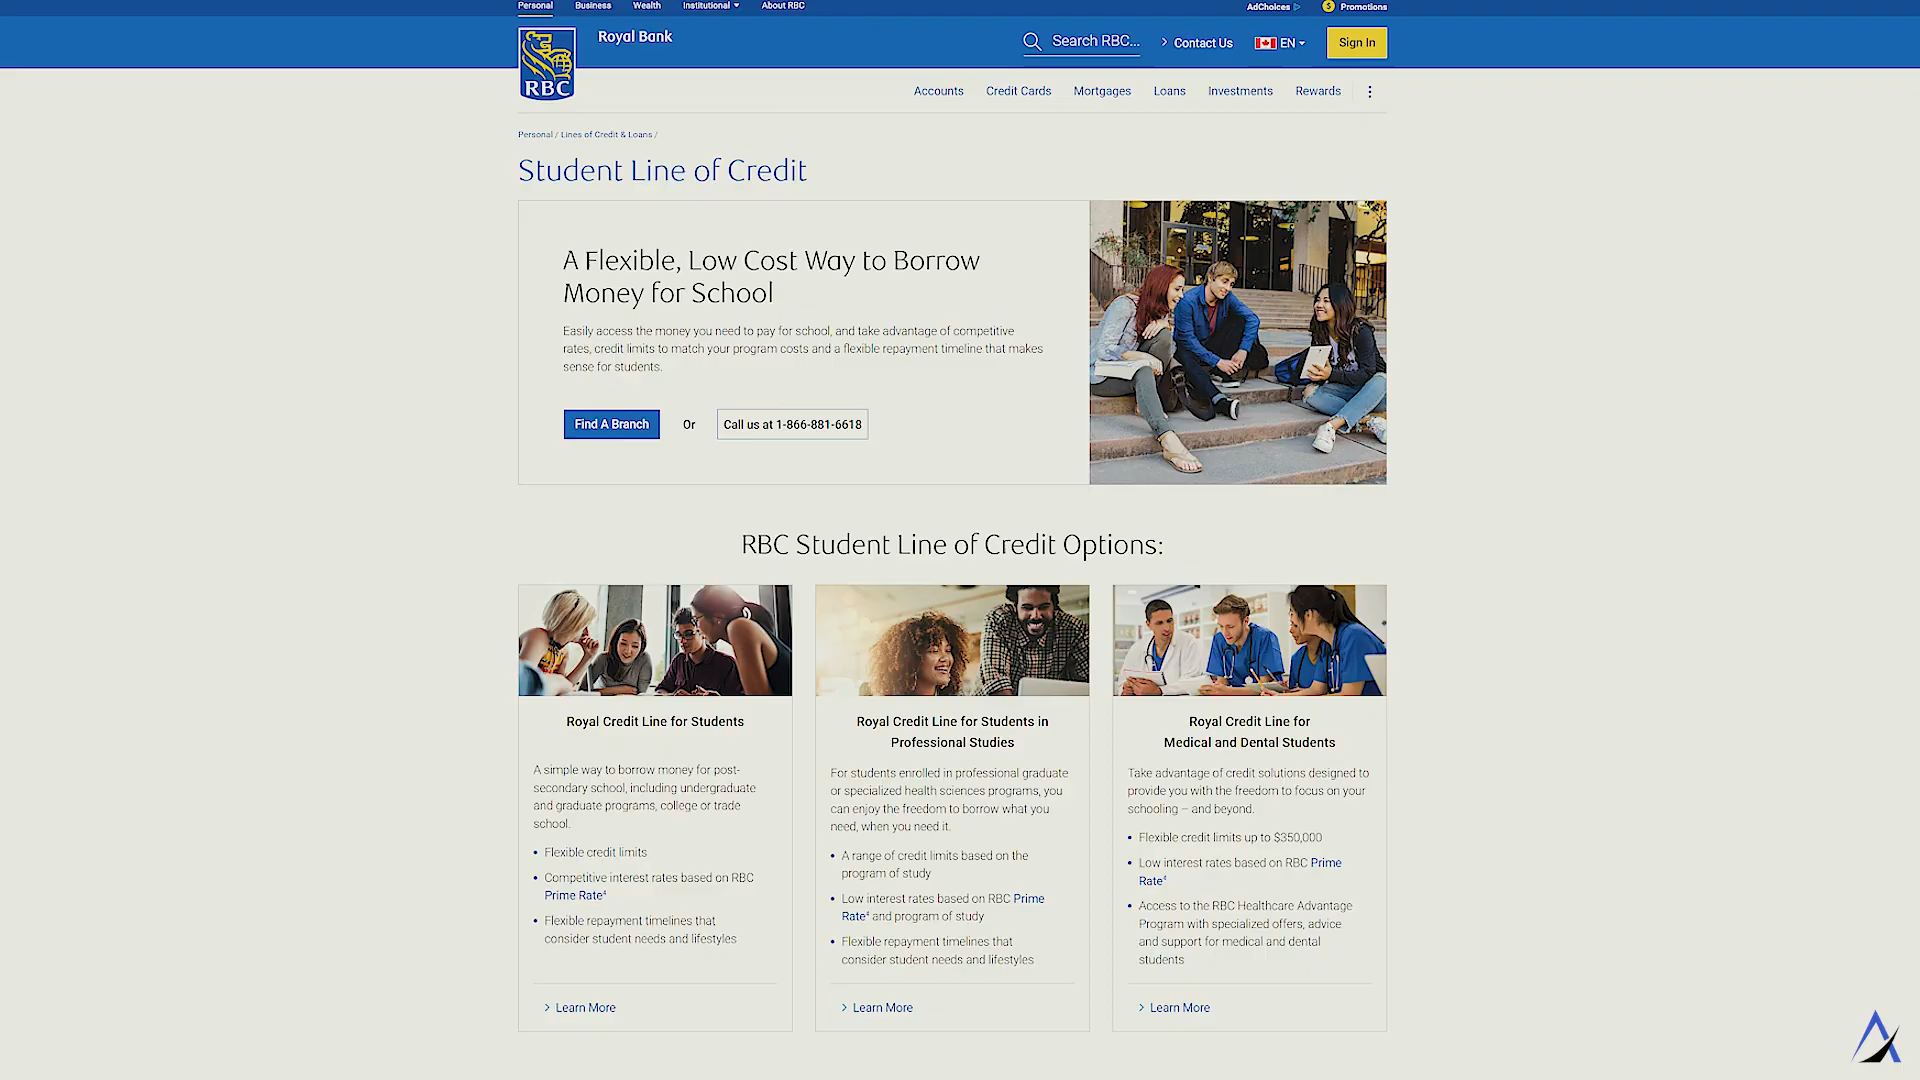 Personal Business Wealth Institutional About RBC AdChoices Promotions
RBC
Royal Bank
Search RBC...
Contact Us
EN
Sign In
Accounts Credit Cards Mortgages Loans Investments Rewards
Personal / Lines of Credit & Loans /
Student Line of Credit
A Flexible, Low Cost Way to Borrow
Money for School
Easily access the money you need to pay for school, and take advantage of competitive
rates, credit limits to match your program costs and a flexible repayment timeline that makes
sense for students.
Find A Branch
Or
Call us at 1-866-881-6618
RBC Student Line of Credit Options:
Royal Credit Line for Students
A simple way to borrow money for post-
secondary school, including undergraduate
and graduate programs, college or trade
school.
• Flexible credit limits
• Competitive interest rates based on RBC
Prime Rate4
• Flexible repayment timelines that
consider student needs and lifestyles
Learn More
Royal Credit Line for Students in
Professional Studies
For students enrolled in professional graduate
or specialized health sciences programs, you
can enjoy the freedom to borrow what you
need, when you need it.
• A range of credit limits based on the
program of study
• Low interest rates based on RBC Prime
Rate4 and program of study
• Flexible repayment timelines that
consider student needs and lifestyles
Learn More
Royal Credit Line for
Medical and Dental Students
Take advantage of credit solutions designed to
provide you with the freedom to focus on your
schooling – and beyond.
• Flexible credit limits up to $350,000
• Low interest rates based on RBC Prime
Rate4
• Access to the RBC Healthcare Advantage
Program with specialized offers, advice
and support for medical and dental
students
Learn More